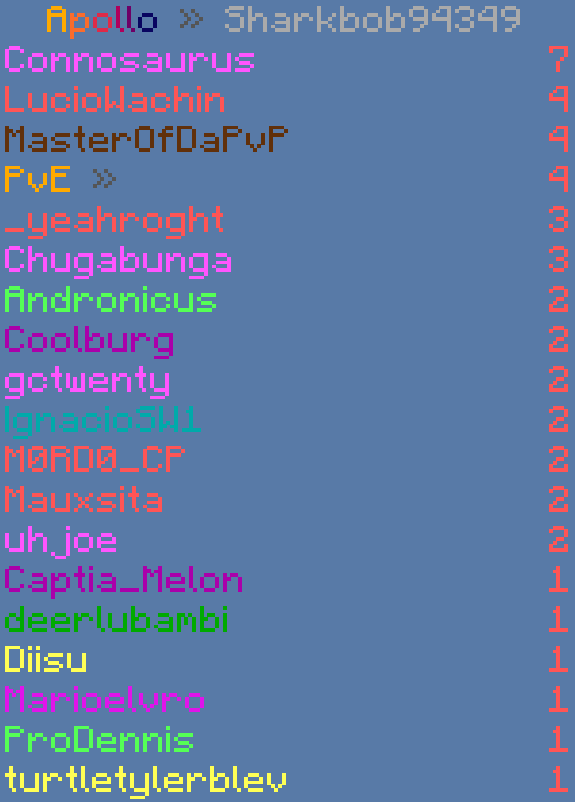 Apollo » Sharkbob94349
Connosaurus 7
LucioWachin 4
MasterOfDaPvP 4
PvE » 4
_yeahroght 3
Chugabunga 3
Andronicus 2
Coolburg 2
gctwenty 2
IgnacioSW1 2
M0RD0_CP 2
Mauxsita 2
uh_joe 2
Captia_Melon 1
deerlubambi 1
Diisu 1
Marioelvro 1
ProDennis 1
turtletylerblev 1